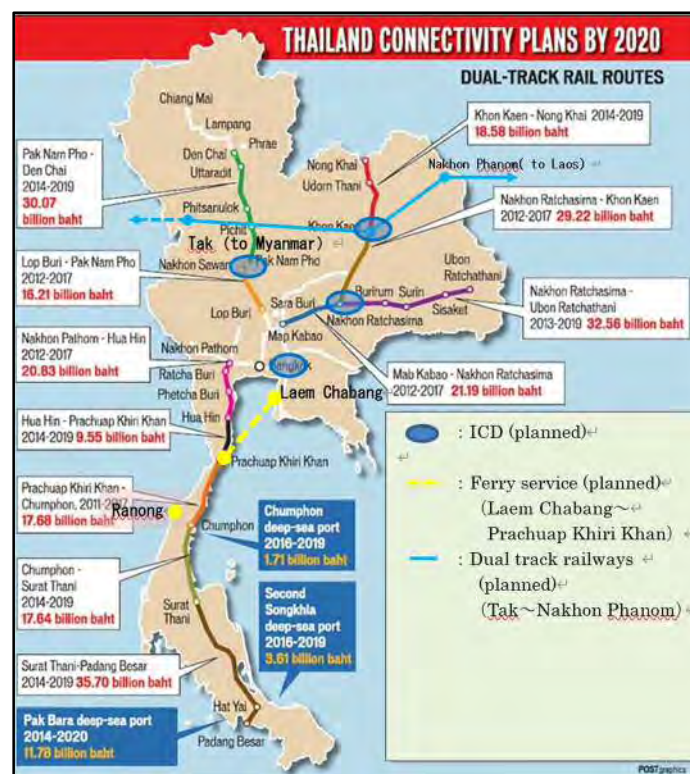 THAILAND CONNECTIVITY PLANS BY 2020
DUAL-TRACK RAIL ROUTES
Chiang Mai
Lampang
Phrae
Den Chai
Uttaradit
Phitsanulok
Pichit
Tak (to Myanmar) ↵
Nakhon Sawan
Pak Nam Pho
Pak Nam Pho -
Den Chai
2014-2019
30.07
billion baht
Lop Buri - Pak Nam Pho
2012-2017
16.21 billion baht
Nakhon Pathom - Hua Hin
2012-2017
20.83 billion baht
Hua Hin - Prachuap Khiri Khan
2014-2019 9.55 billion baht
Prachuap Khiri Khan -
Chumphon, 2011-2017
17.68 billion baht
Ranong
Chumphon -
Surat Thani
2014-2019
17.64 billion baht
Surat Thani-Padang Besar
2014-2019 35.70 billion baht
Pak Bara deep-sea port
2014-2020
11.78 billion baht
Khon Kaen - Nong Khai 2014-2019
18.58 billion baht
Nong Khai
Udorn Thani
Nakhon Phanom( to Laos) ↵
Khon Kaen
Nakhon Ratchasima - Khon Kaen
2012-2017 29.22 billion baht
Ubon
Ratchathani
Lop Buri
Sara Buri
Map Kabao
Burirum
Surin
Sisaket
Nakhon Ratchasima
Nakhon Ratchasima -
Ubon Ratchathani
2013-2019 32.56 billion baht
Mab Kabao - Nakhon Ratchasima
2012-2017 21.19 billion baht
Nakhon Pathom
Bangkok
Ratcha Buri
Phetcha Buri
Hua Hin
Laem Chabang
Prachuap Khiri Khan
Chumphon
Chumphon
deep-sea port
2016-2019
1.71 billion baht
Surat
Thani
Second
Songkhla
deep-sea port
2016-2019
3.61 billion baht
Hat Yai
Padang Besar
: ICD (planned)↵
↵
: Ferry service (planned)↵
(Laem Chabang～↵
Prachuap Khiri Khan) ↵
: Dual track railways ↵
(planned)↵
(Tak～Nakhon Phanom)↵
POSTgraphics